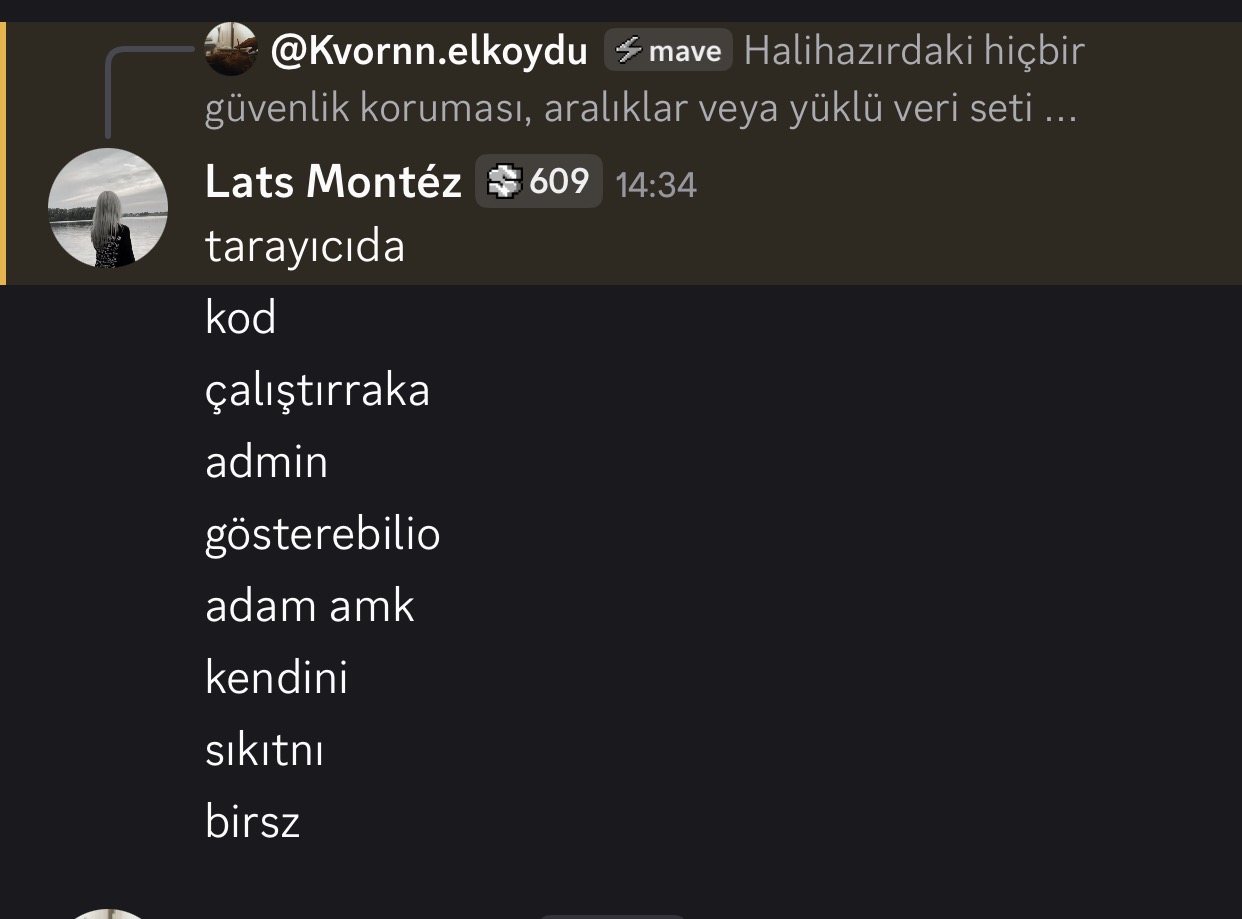 @Kvornn.elkoydu mave Halihazırdaki hiçbir
güvenlik koruması, aralıklar veya yüklü veri seti ...
Lats Montéz 609 14:34
tarayıcıda
kod
çalıştırraka
admin
gösterebilio
adam amk
kendini
sıkıtnı
birsz